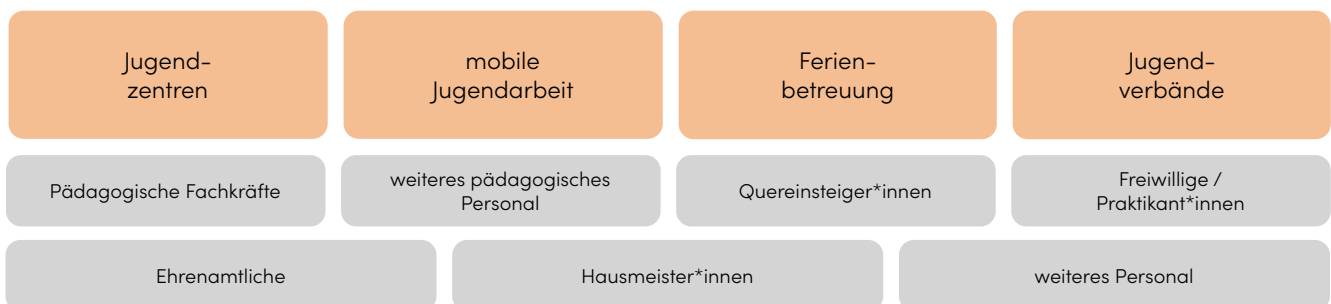 Jugend-
zentren
mobile
Jugendarbeit
Ferien-
betreuung
Jugend-
verbände
Pädagogische Fachkräfte
weiteres pädagogisches
Personal
Quereinsteiger*innen
Freiwillige /
Praktikant*innen
Ehrenamtliche
Hausmeister*innen
weiteres Personal